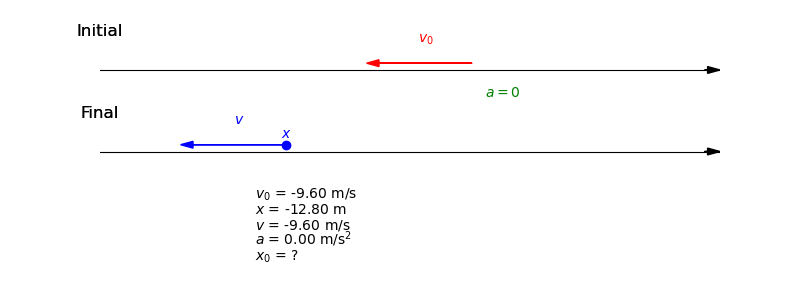 Initial
v₀
a = 0
Final
v
x
v₀ = -9.60 m/s
x = -12.80 m
v = -9.60 m/s
a = 0.00 m/s²
x₀ = ?